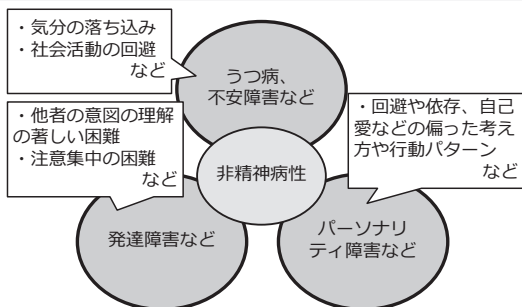 ・気分の落ち込み
・社会活動の回避
など
うつ病、
不安障害など
・他者の意図の理解
の著しい困難
・注意集中の困難
など
・回避や依存、自己
愛などの偏った考え
方や行動パターン
など
非精神病性
発達障害など
パーソナリ
ティ障害など